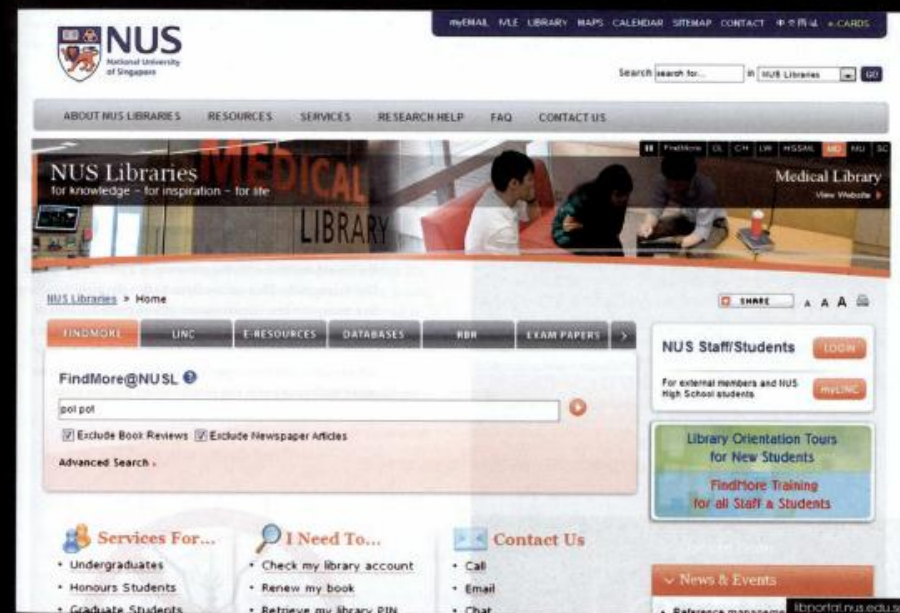 myEMAIL IVLE LIBRARY MAPS CALENDAR SITEMAP CONTACT e-CARDS
NUS
National University
of Singapore
Search search for... in NUS Libraries GO
ABOUT NUS LIBRARIES RESOURCES SERVICES RESEARCH HELP FAQ CONTACT US
FindMore DL CH LW HSSML MD MU SC
NUS Libraries
for knowledge – for inspiration – for life
MEDICAL
LIBRARY
Medical Library
View Website
NUS Libraries > Home
SHARE A A A
FINDMORE LINC E-RESOURCES DATABASES RBR EXAM PAPERS >
FindMore@NUSL
pol pot
Exclude Book Reviews Exclude Newspaper Articles
Advanced Search
NUS Staff/Students LOGIN
For external members and NUS
High School students
myLINC
Library Orientation Tours
for New Students
FindMore Training
for all Staff & Students
Services For...
• Undergraduates
• Honours Students
• Graduate Students
I Need To...
• Check my library account
• Renew my book
• Retrieve my library PIN
Contact Us
• Call
• Email
• Chat
News & Events
• Reference
libportal.nus.edu.s